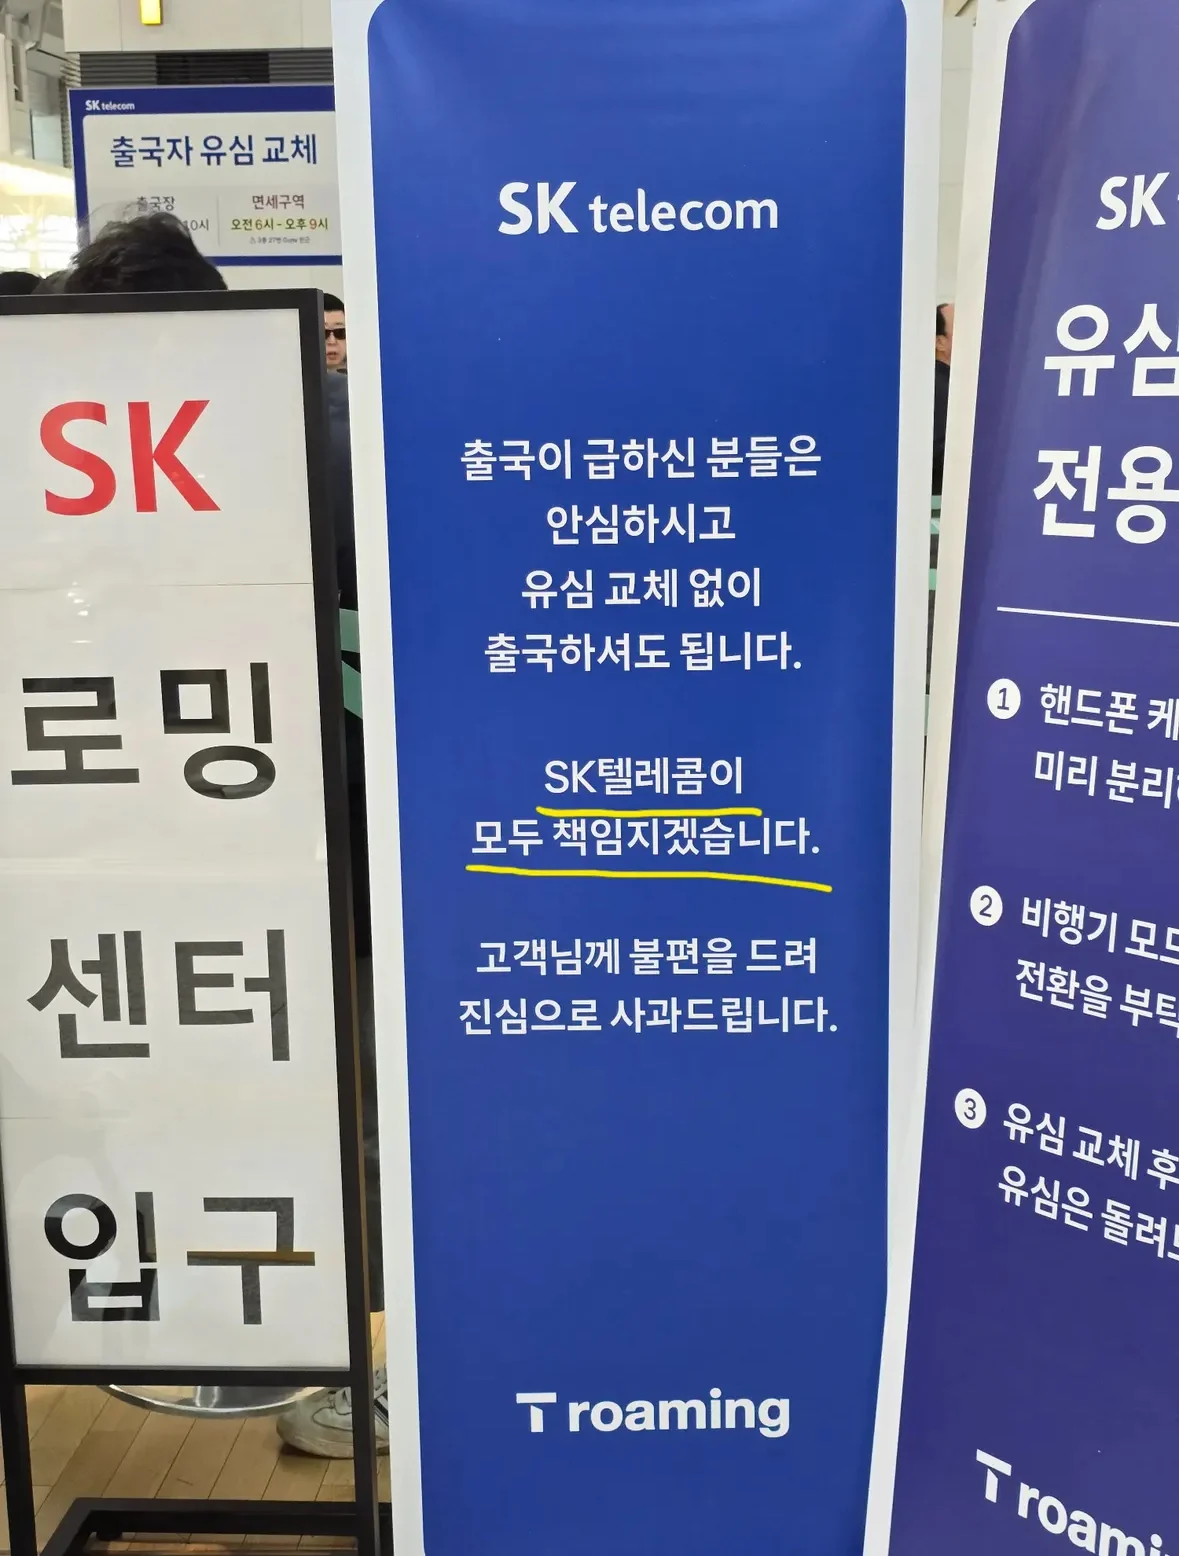 SK telecom
출국자 유심 교체
출국장
10시
면세구역
오전 6시 - 오후 9시
SK
로밍
센터
입구
SK telecom
출국이 급하신 분들은
안심하시고
유심 교체 없이
출국하셔도 됩니다.
SK텔레콤이
모두 책임지겠습니다.
고객님께 불편을 드려
진심으로 사과드립니다.
T roaming
SK
유심
전용
1 핸드폰 케
미리 분리
2 비행기 모드
전환을 부탁
3 유심 교체 후
유심은 돌려
T roami